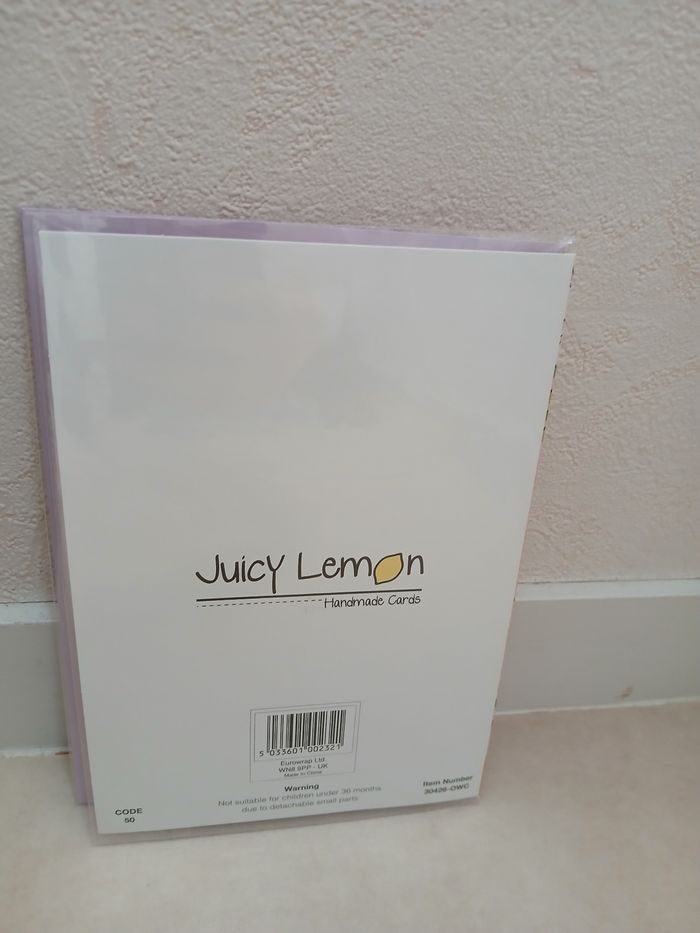 Juicy Lemon
Handmade Cards
5 033601 002321
Eurowrap Ltd.
WN8 9PP - UK
Made in China
Warning
Not suitable for children under 36 months
due to detachable small parts
CODE
50
Item Number
30426-OWC